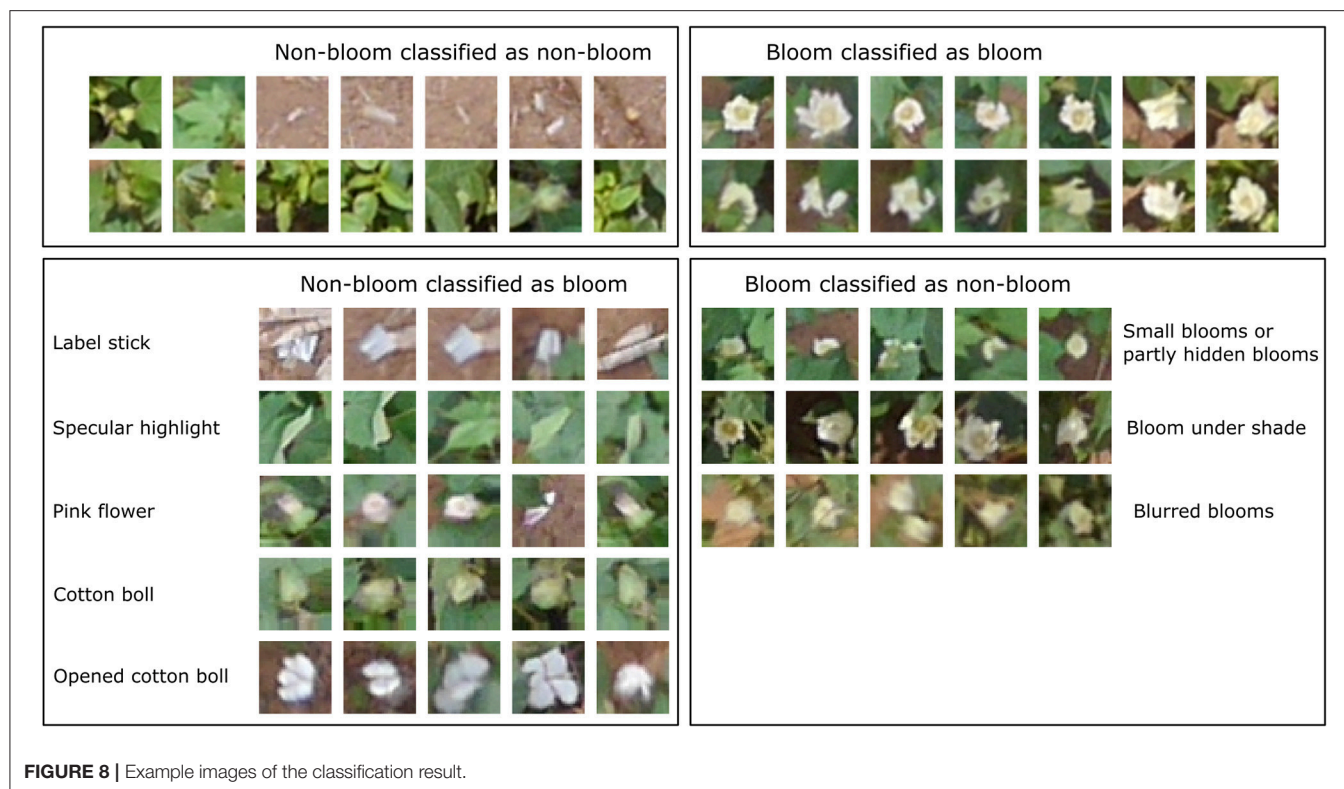 Non-bloom classified as non-bloom
Bloom classified as bloom
Non-bloom classified as bloom
Label stick
Specular highlight
Pink flower
Cotton boll
Opened cotton boll
Bloom classified as non-bloom
Small blooms or
partly hidden blooms
Bloom under shade
Blurred blooms
FIGURE 8 | Example images of the classification result.